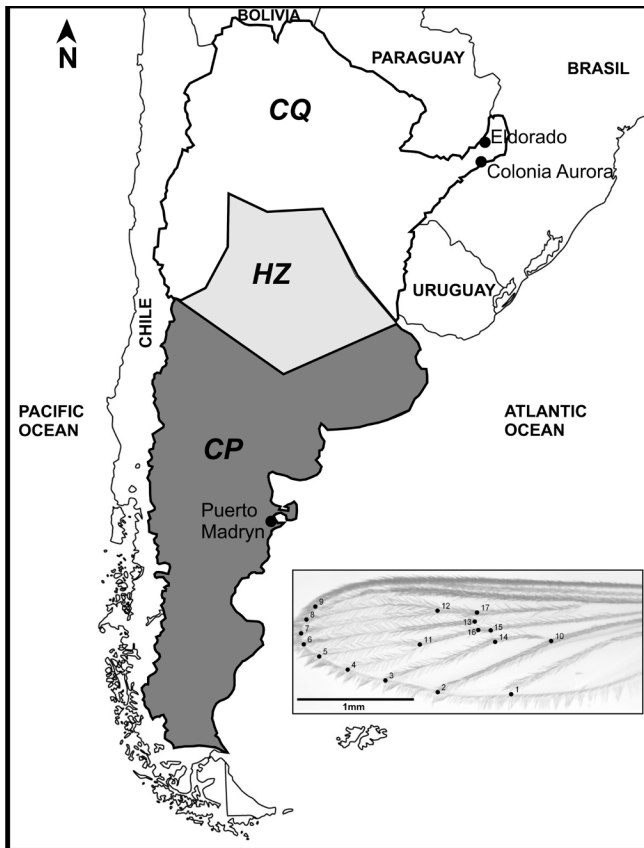 BOLIVIA
N
PARAGUAY
BRASIL
CQ
Eldorado
Colonia Aurora
HZ
URUGUAY
CHILE
PACIFIC
OCEAN
ATLANTIC
OCEAN
CP
Puerto
Madryn
9
8
7
6
5
4
3
2
1
12
17
13
16
15
14
11
10
1mm